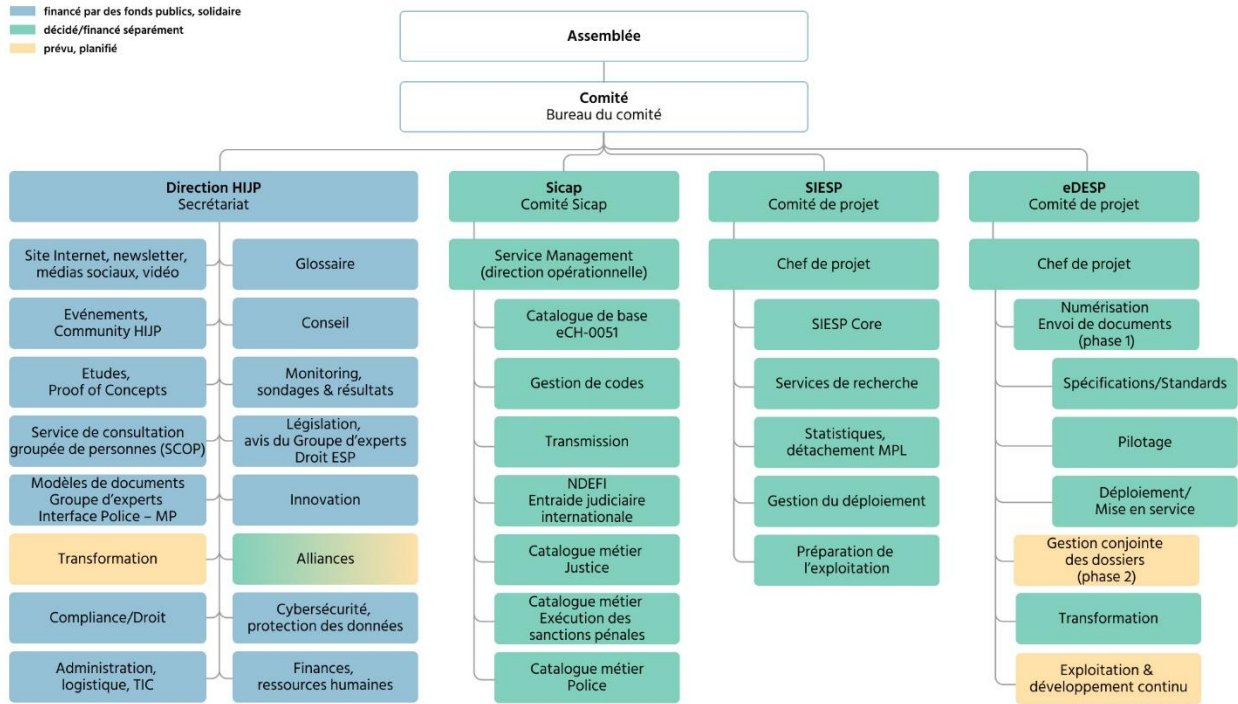 financé par des fonds publics, solidaire
décidé/financé séparément
prévu, planifié
Assemblée
Comité
Bureau du comité
Direction HIJP
Secrétariat
Site Internet, newsletter,
médias sociaux, vidéo
Glossaire
Evénements,
Community HIJP
Conseil
Etudes,
Proof of Concepts
Monitoring,
sondages & résultats
Service de consultation
groupée de personnes (SCOP)
Législation,
avis du Groupe d'experts
Droit ESP
Modèles de documents
Groupe d'experts
Interface Police – MP
Innovation
Transformation
Alliances
Compliance/Droit
Cybersécurité,
protection des données
Administration,
logistique, TIC
Finances,
ressources humaines
Sicap
Comité Sicap
Service Management
(direction opérationnelle)
Catalogue de base
eCH-0051
Gestion de codes
Transmission
NDEFI
Entraide judiciaire
internationale
Catalogue métier
Justice
Catalogue métier
Exécution des
sanctions pénales
Catalogue métier
Police
SIESP
Comité de projet
Chef de projet
SIESP Core
Services de recherche
Statistiques,
détachement MPL
Gestion du déploiement
Préparation de
l'exploitation
eDESP
Comité de projet
Chef de projet
Numérisation
Envoi de documents
(phase 1)
Spécifications/Standards
Pilotage
Déploiement/
Mise en service
Gestion conjointe
des dossiers
(phase 2)
Transformation
Exploitation &
développement continu